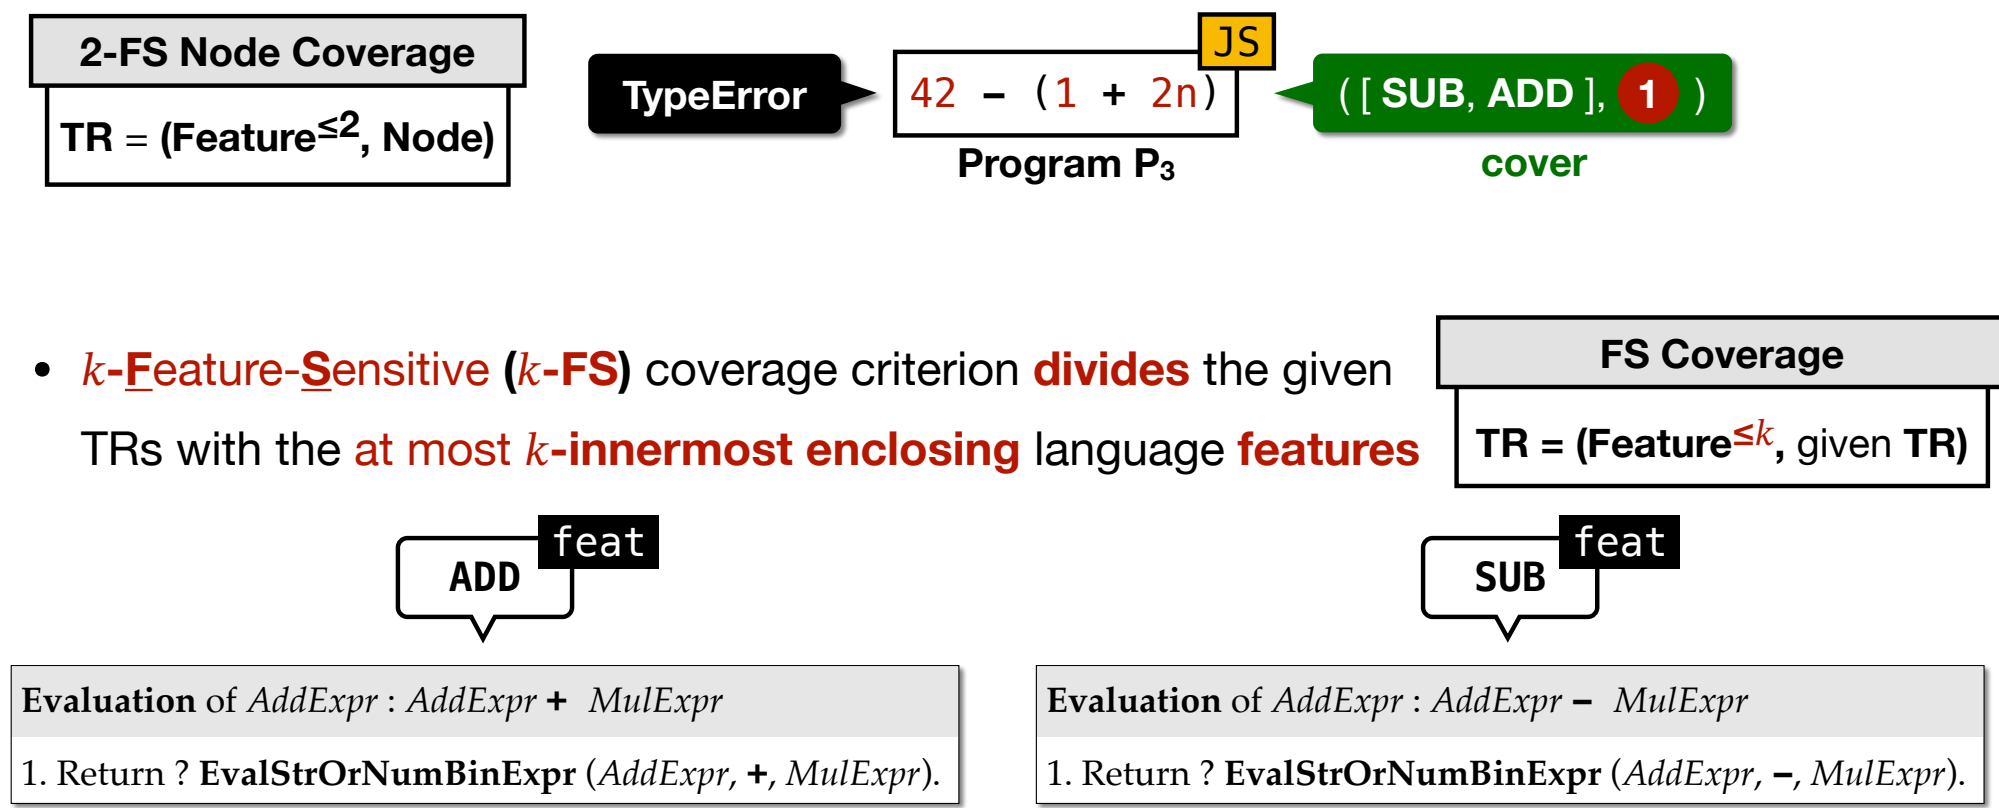 2-FS Node Coverage
TR = (Feature≤2, Node)
TypeError
JS
42 – (1 + 2n)
Program P3
([ SUB, ADD ], 1 )
cover
• k-Feature-Sensitive (k-FS) coverage criterion divides the given
TRs with the at most k-innermost enclosing language features
FS Coverage
TR = (Feature≤k, given TR)
feat
ADD
Evaluation of AddExpr : AddExpr + MulExpr
1. Return ? EvalStrOrNumBinExpr (AddExpr, +, MulExpr).
feat
SUB
Evaluation of AddExpr : AddExpr – MulExpr
1. Return ? EvalStrOrNumBinExpr (AddExpr, –, MulExpr).